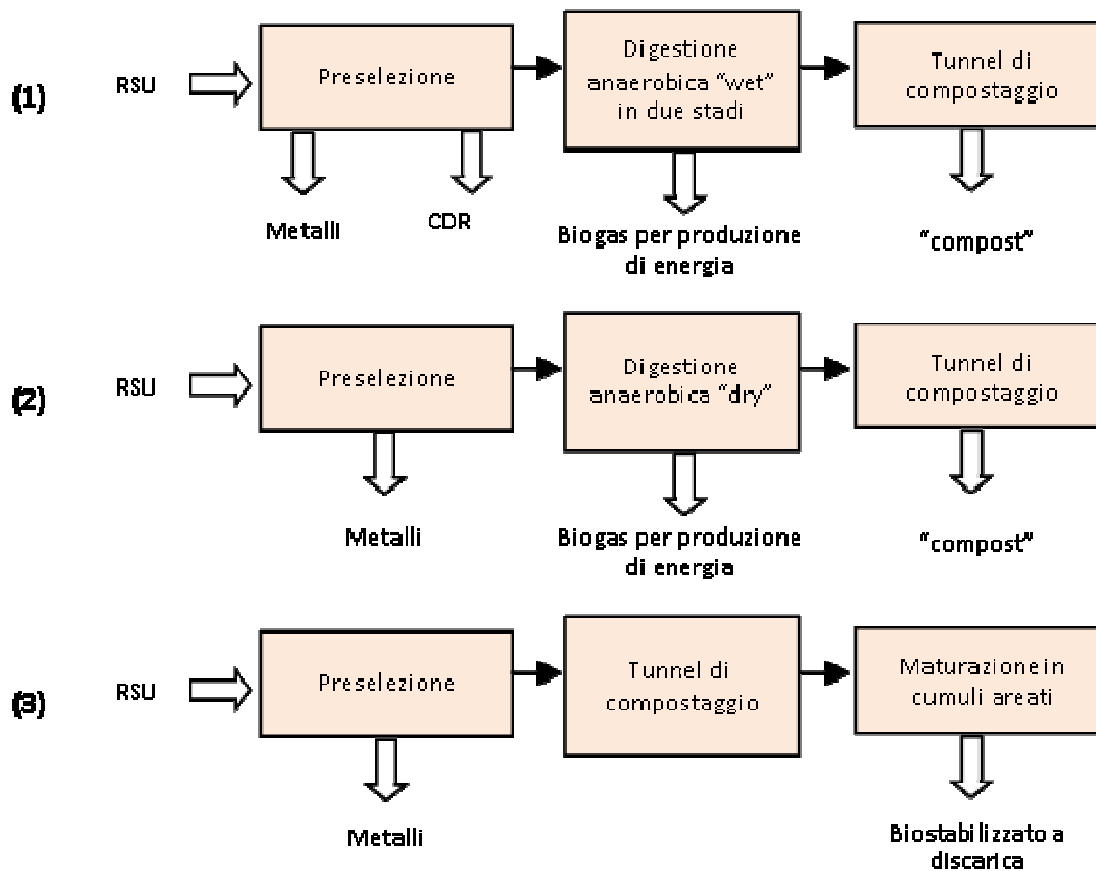 (1)
RSU
Preselezione
Digestione
anaerobica “wet”
in due stadi
Tunnel di
compostaggio
Metalli
CDR
Biogas per produzione
di energia
“compost”
(2)
RSU
Preselezione
Digestione
anaerobica “dry”
Tunnel di
compostaggio
Metalli
Biogas per produzione
di energia
“compost”
(3)
RSU
Preselezione
Tunnel di
compostaggio
Maturazione in
cumuli areati
Metalli
Biostabilizzato a
discarica